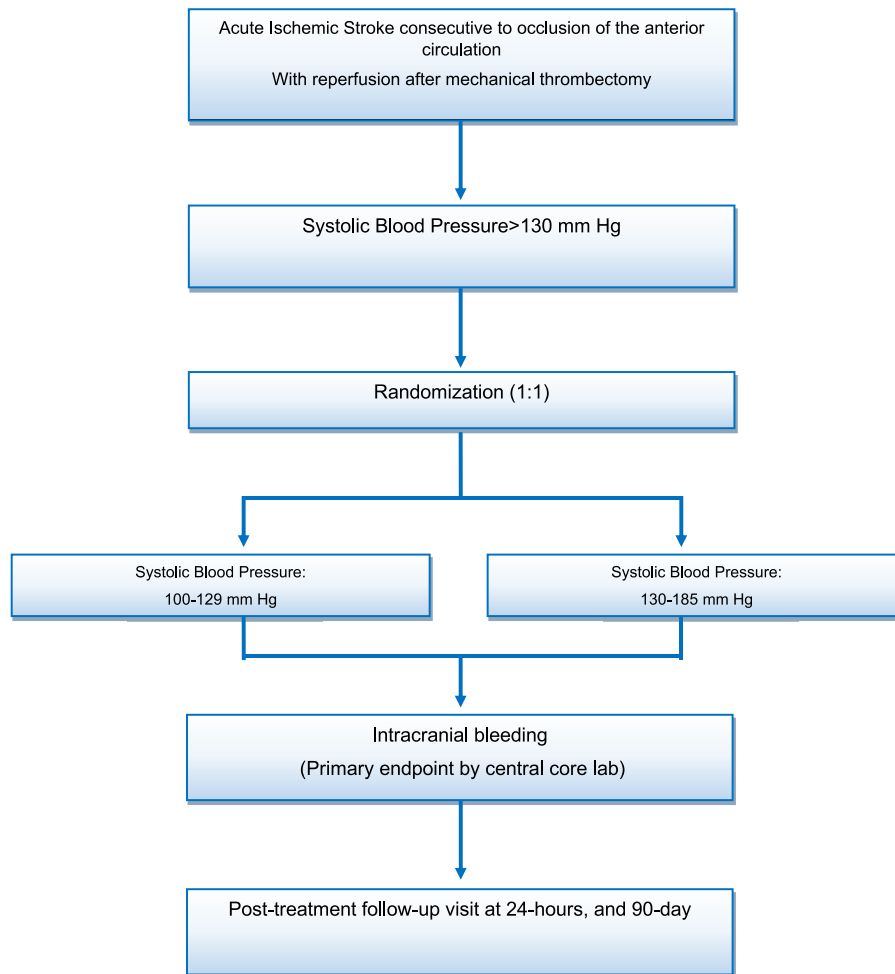 Acute Ischemic Stroke consecutive to occlusion of the anterior
circulation
With reperfusion after mechanical thrombectomy
Systolic Blood Pressure>130 mm Hg
Randomization (1:1)
Systolic Blood Pressure:
100-129 mm Hg
Systolic Blood Pressure:
130-185 mm Hg
Intracranial bleeding
(Primary endpoint by central core lab)
Post-treatment follow-up visit at 24-hours, and 90-day